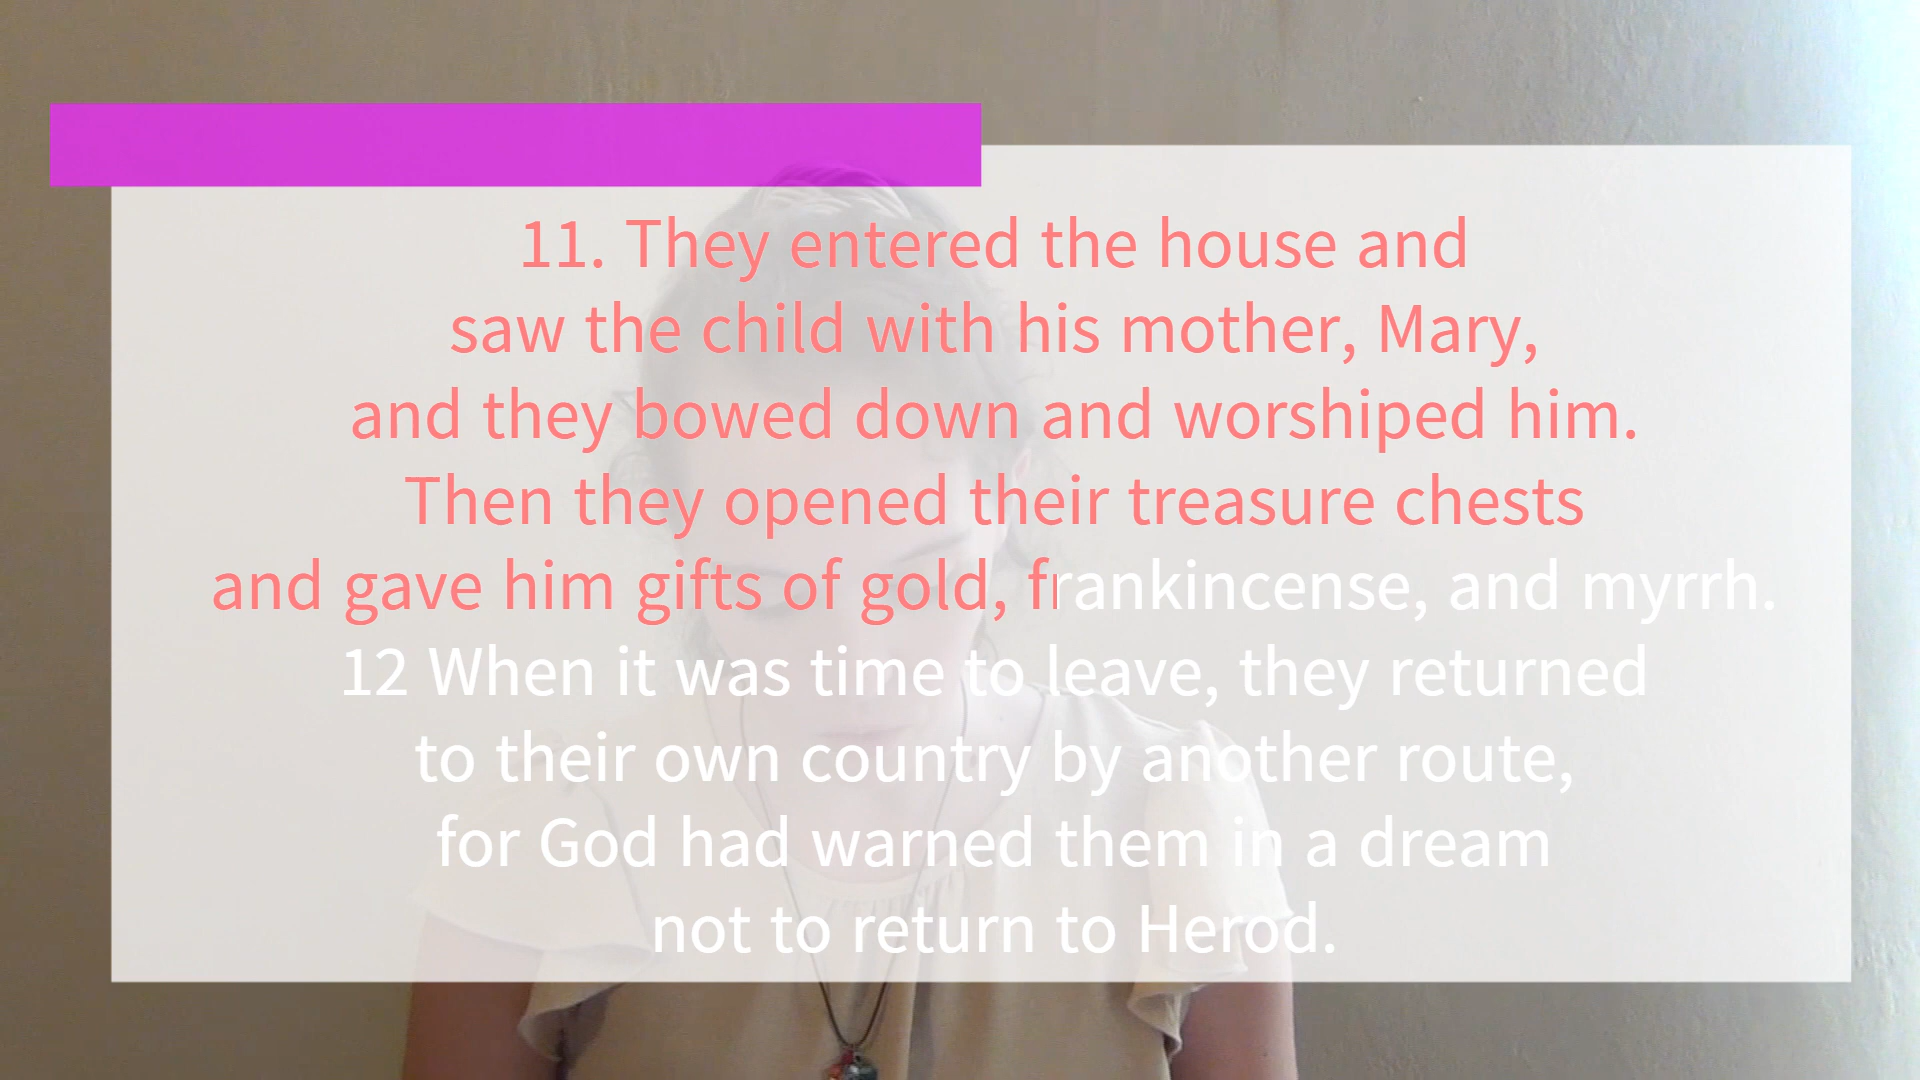 11. They entered the house and
saw the child with his mother, Mary,
and they bowed down and worshiped him.
Then they opened their treasure chests
and gave him gifts of gold, frankincense, and myrrh.
12 When it was time to leave, they returned
to their own country by another route,
for God had warned them in a dream
not to return to Herod.